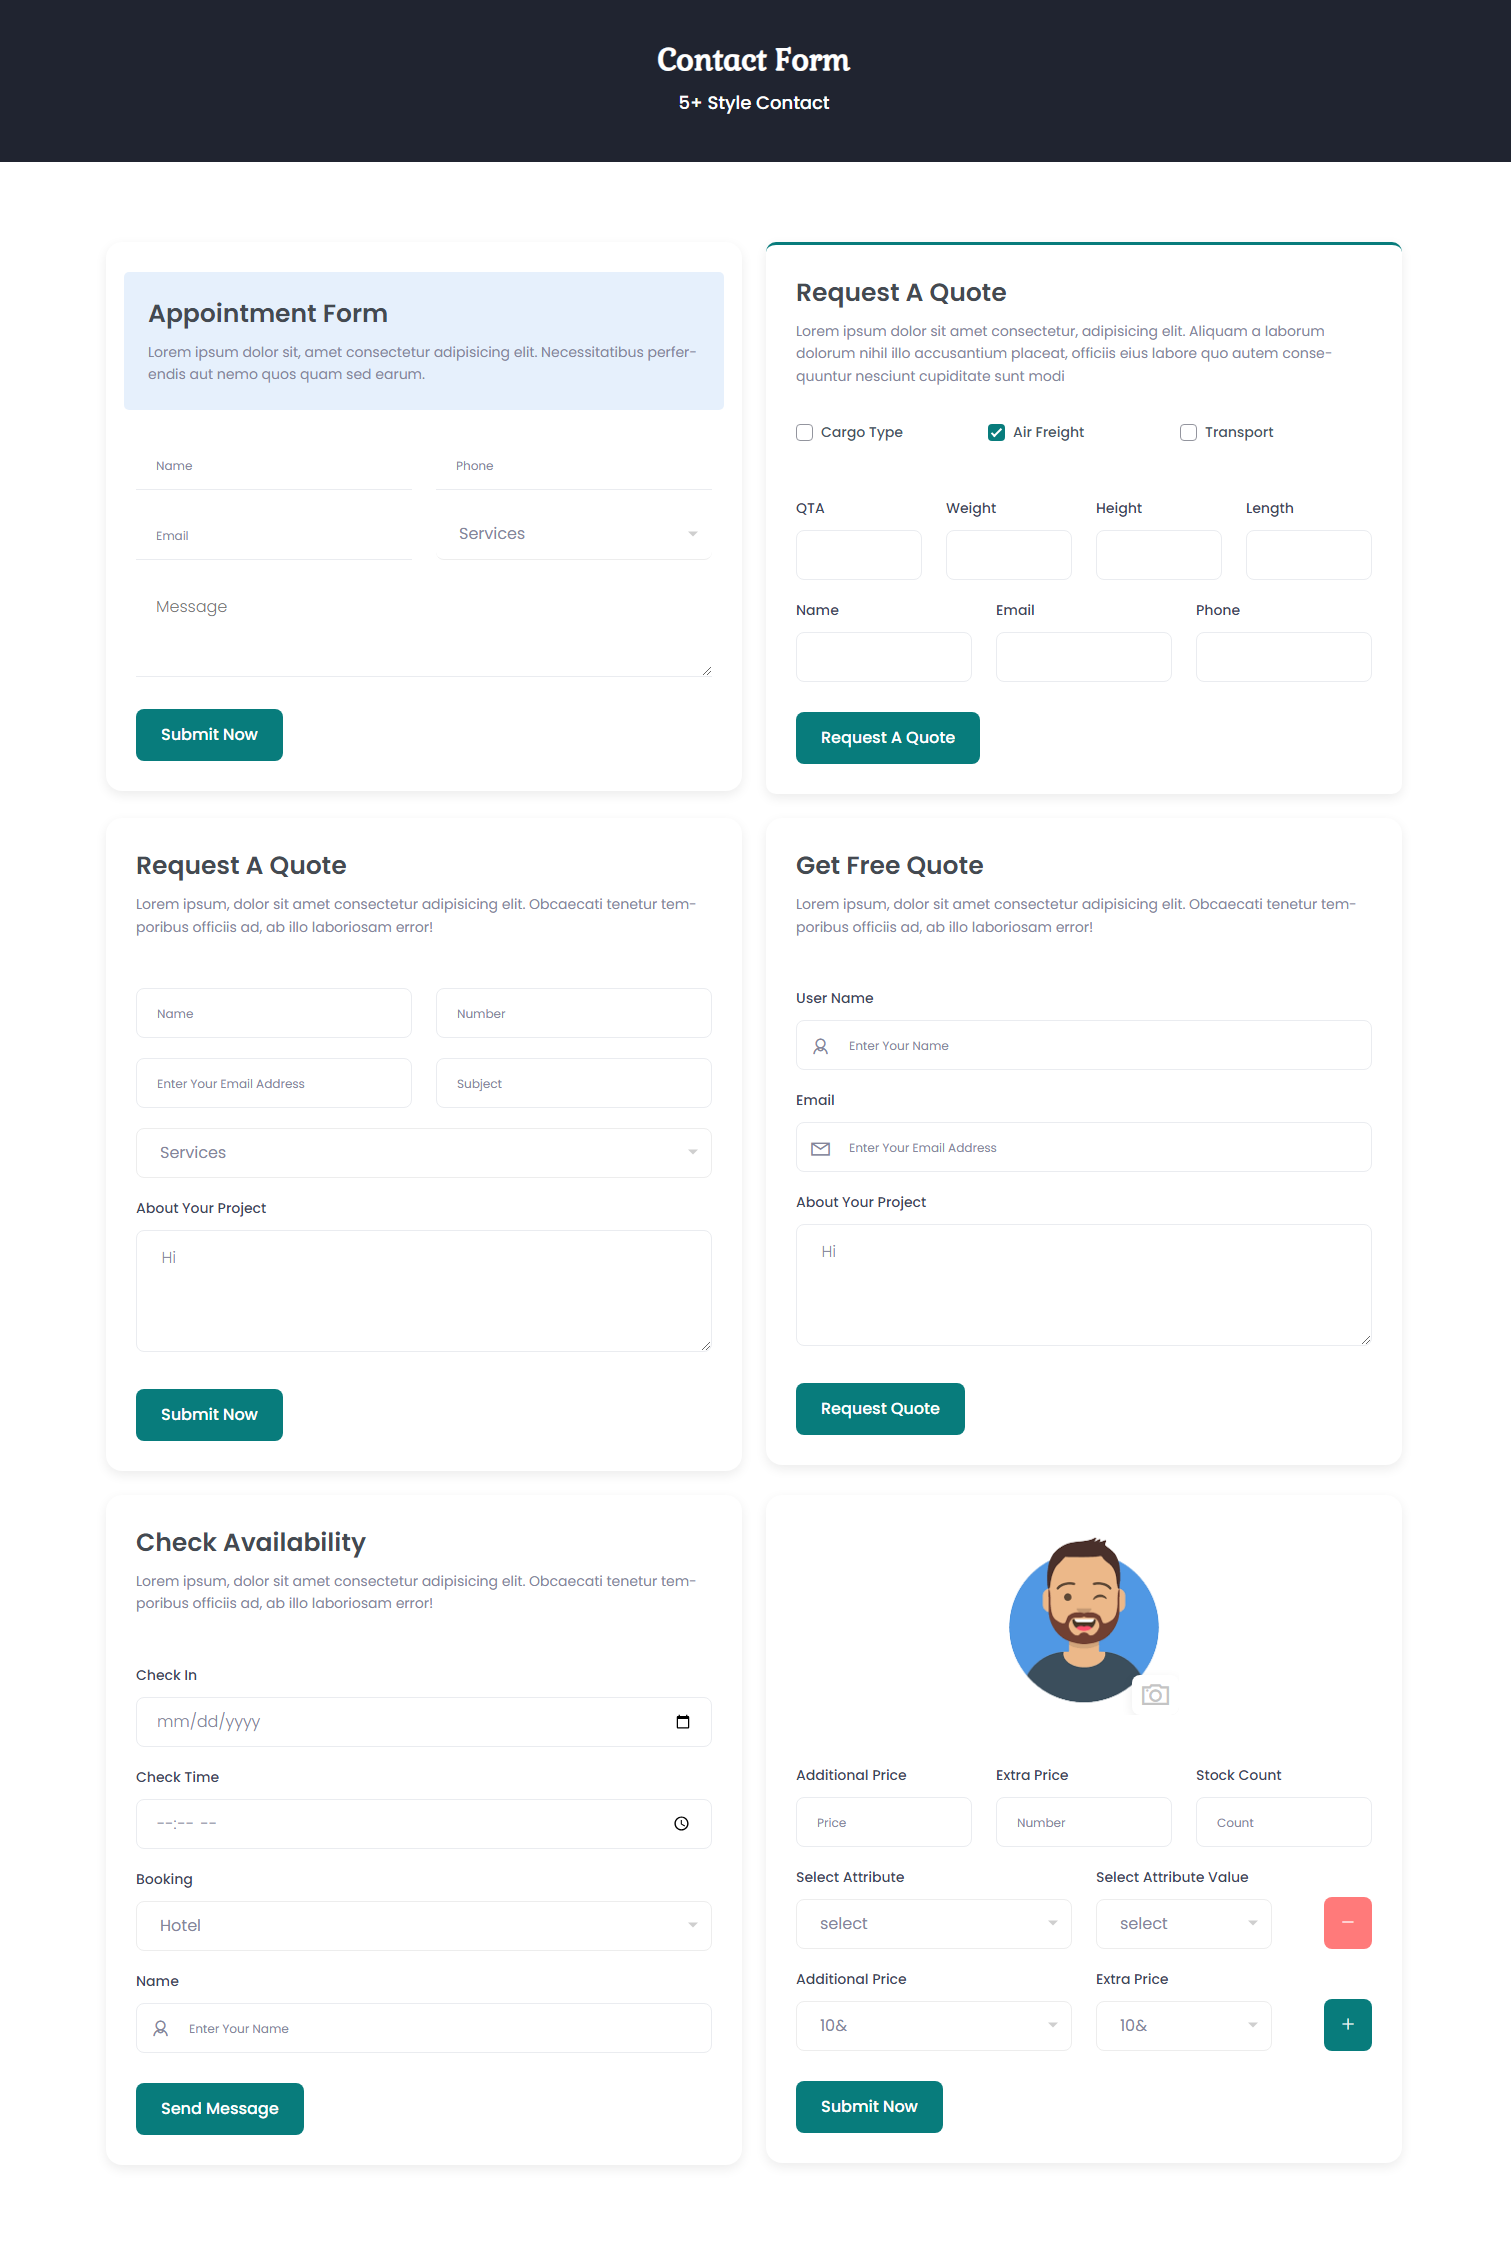 Contact Form
5+ Style Contact
Appointment Form
Lorem ipsum dolor sit, amet consectetur adipisicing elit. Necessitatibus perfer-
endis aut nemo quos quam sed earum.
Name
Phone
Email
Services
Message
Submit Now
Request A Quote
Lorem ipsum dolor sit amet consectetur, adipisicing elit. Aliquam a laborum
dolorum nihil illo accusantium placeat, officiis eius labore quo autem conse-
quuntur nesciunt cupiditate sunt modi
Cargo Type
Air Freight
Transport
QTA
Weight
Height
Length
Name
Email
Phone
Request A Quote
Request A Quote
Lorem ipsum, dolor sit amet consectetur adipisicing elit. Obcaecati tenetur tem-
poribus officiis ad, ab illo laboriosam error!
Name
Number
Enter Your Email Address
Subject
Services
About Your Project
Hi
Submit Now
Get Free Quote
Lorem ipsum, dolor sit amet consectetur adipisicing elit. Obcaecati tenetur tem-
poribus officiis ad, ab illo laboriosam error!
User Name
Enter Your Name
Email
Enter Your Email Address
About Your Project
Hi
Request Quote
Check Availability
Lorem ipsum, dolor sit amet consectetur adipisicing elit. Obcaecati tenetur tem-
poribus officiis ad, ab illo laboriosam error!
Check In
mm/dd/yyyy
Check Time
--:-- --
Booking
Hotel
Name
Enter Your Name
Send Message
Additional Price
Extra Price
Stock Count
Price
Number
Count
Select Attribute
Select Attribute Value
select
select
Additional Price
Extra Price
10&
10&
Submit Now